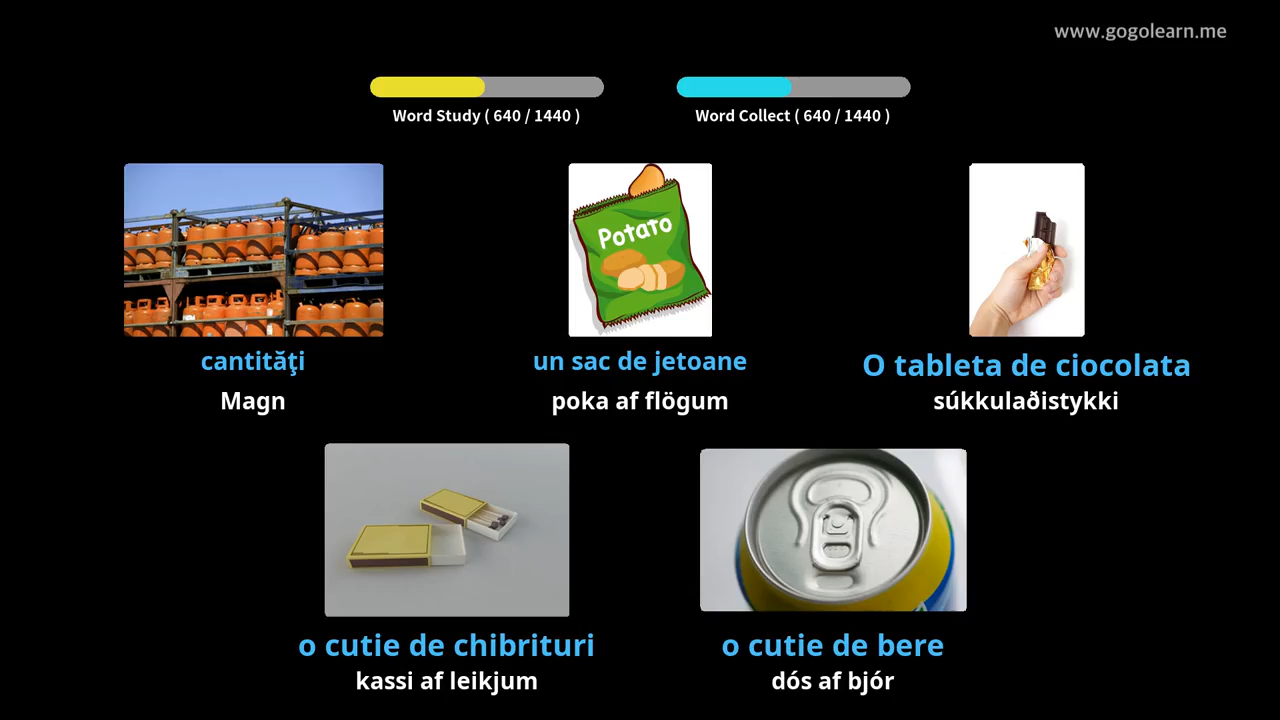 www.gogolearn.me
Word Study ( 640 / 1440 )
Word Collect ( 640 / 1440 )
Potato
cantităţi
Magn
un sac de jetoane
poka af flögum
O tableta de ciocolata
súkkulaðistykki
o cutie de chibrituri
kassi af leikjum
o cutie de bere
dós af bjór